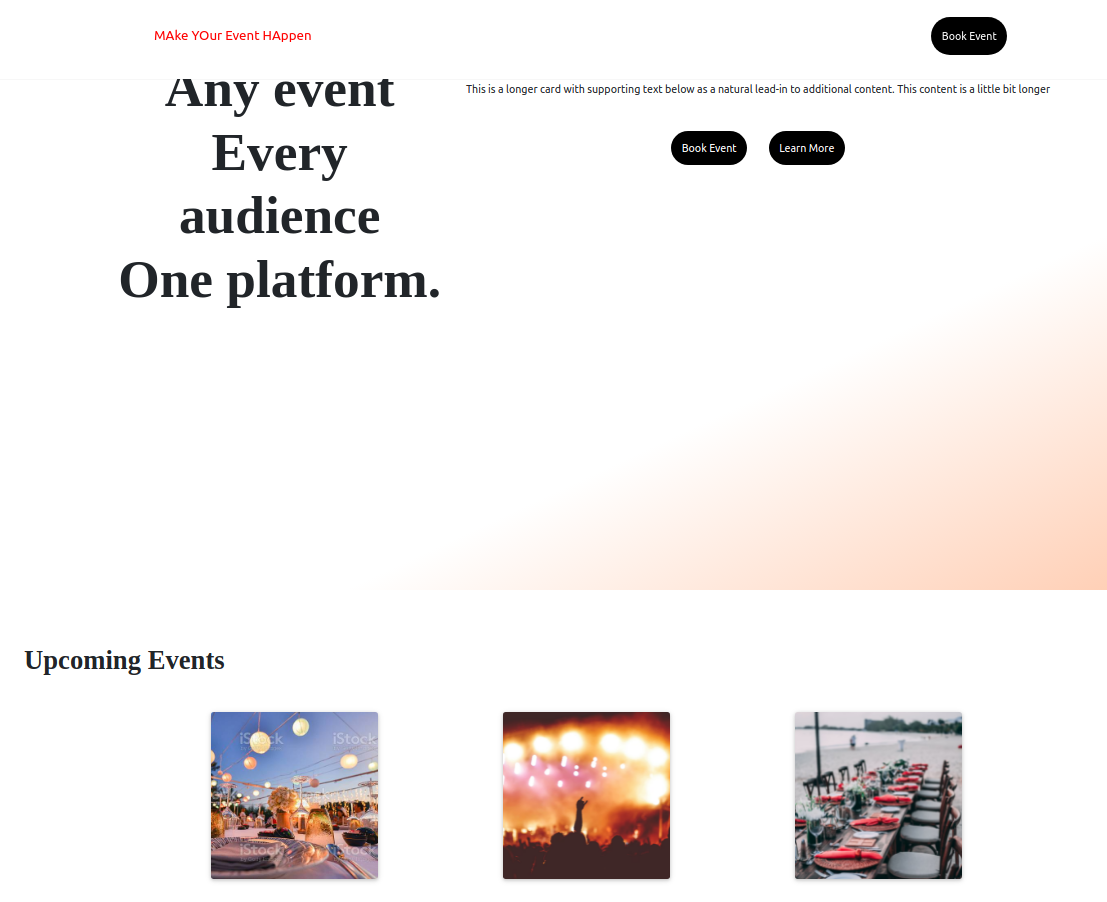 MAke YOur Event HAppen
Book Event
Any event
Every
audience
One platform.
This is a longer card with supporting text below as a natural lead-in to additional content. This content is a little bit longer
Book Event
Learn More
Upcoming Events
iStock
iStock
iStock
iStock